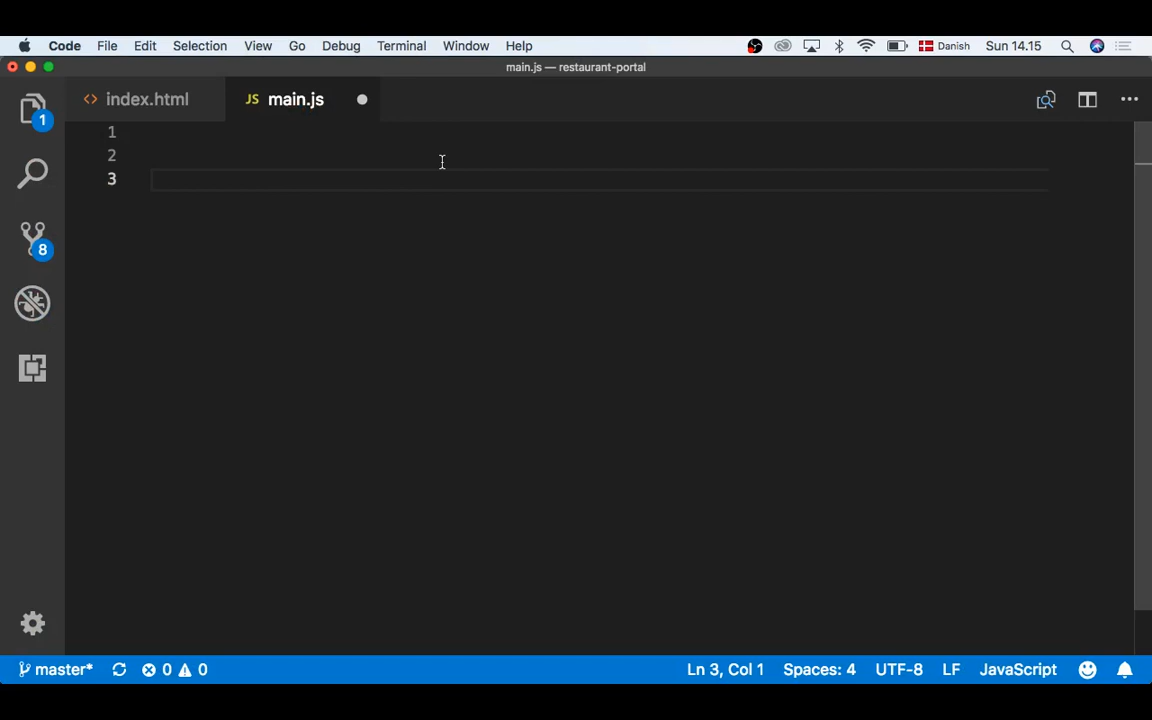 Code File Edit Selection View Go Debug Terminal Window Help Danish Sun 14.15
main.js — restaurant-portal
1 index.html JS main.js
1
2
3
8
master* 0 0 Ln 3, Col 1 Spaces: 4 UTF-8 LF JavaScript